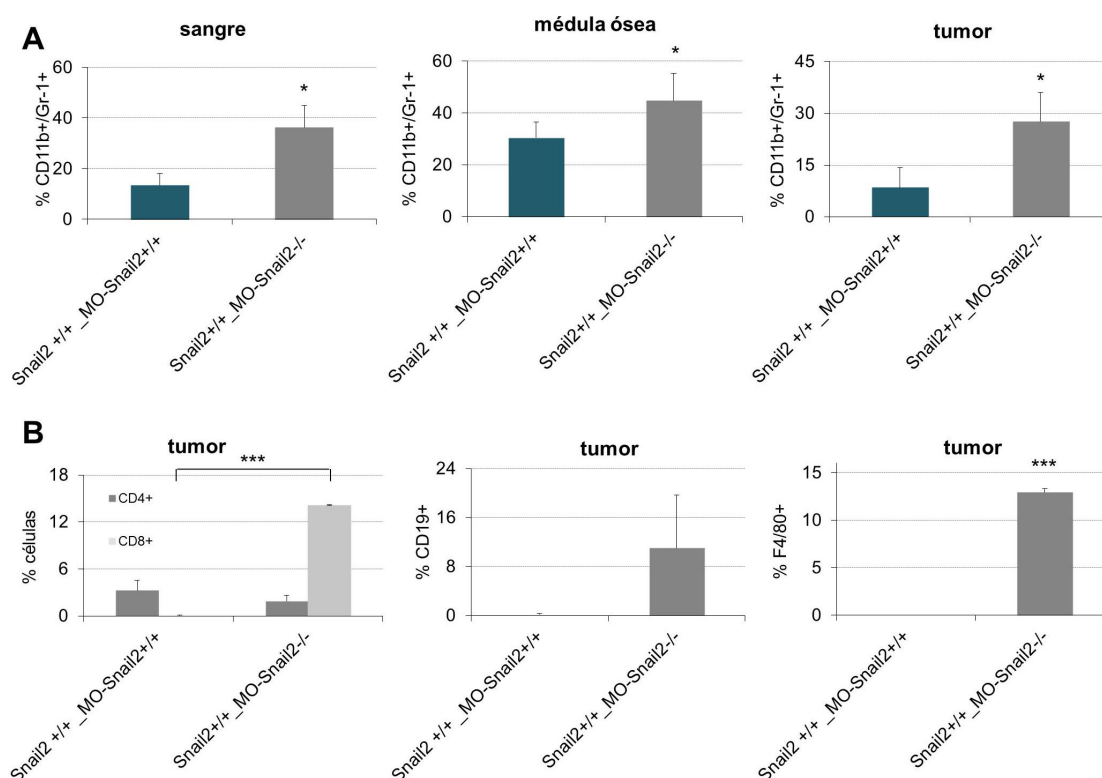 A
sangre
% CD11b+/Gr-1+
60
40
20
0
*
Snail2 +/+_MO-Snail2+/+
Snail2+/+_MO-Snail2-/-
médula ósea
% CD11b+/Gr-1+
60
40
20
0
*
Snail2 +/+_MO-Snail2+/+
Snail2+/+_MO-Snail2-/-
tumor
% CD11b+/Gr-1+
45
30
15
0
*
Snail2 +/+_MO-Snail2+/+
Snail2+/+_MO-Snail2-/-
B
tumor
% células
18
12
6
0
***
CD4+
CD8+
Snail2 +/+_MO-Snail2+/+
Snail2+/+_MO-Snail2-/-
tumor
% CD19+
24
16
8
0
Snail2 +/+_MO-Snail2+/+
Snail2+/+_MO-Snail2-/-
tumor
% F4/80+
15
10
5
0
***
Snail2 +/+_MO-Snail2+/+
Snail2+/+_MO-Snail2-/-